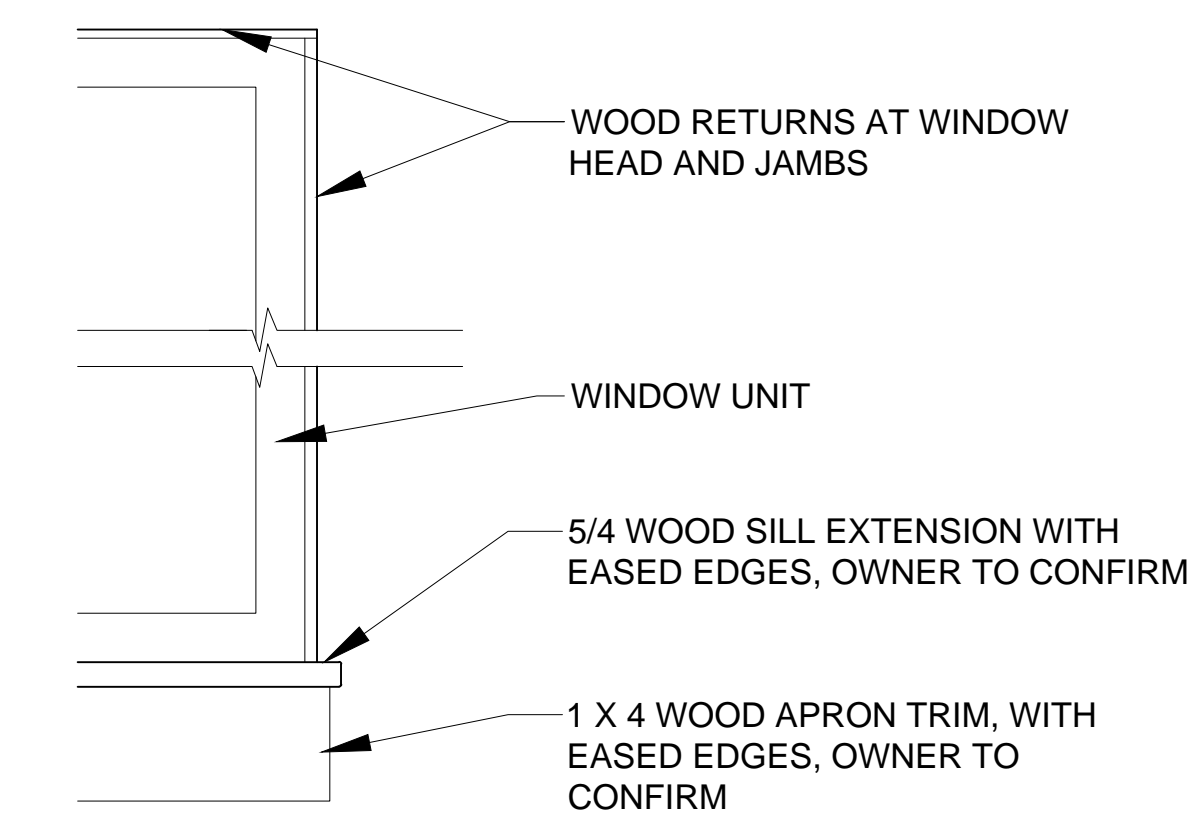 WOOD RETURNS AT WINDOW
HEAD AND JAMBS
WINDOW UNIT
5/4 WOOD SILL EXTENSION WITH
EASED EDGES, OWNER TO CONFIRM
1 X 4 WOOD APRON TRIM, WITH
EASED EDGES, OWNER TO
CONFIRM